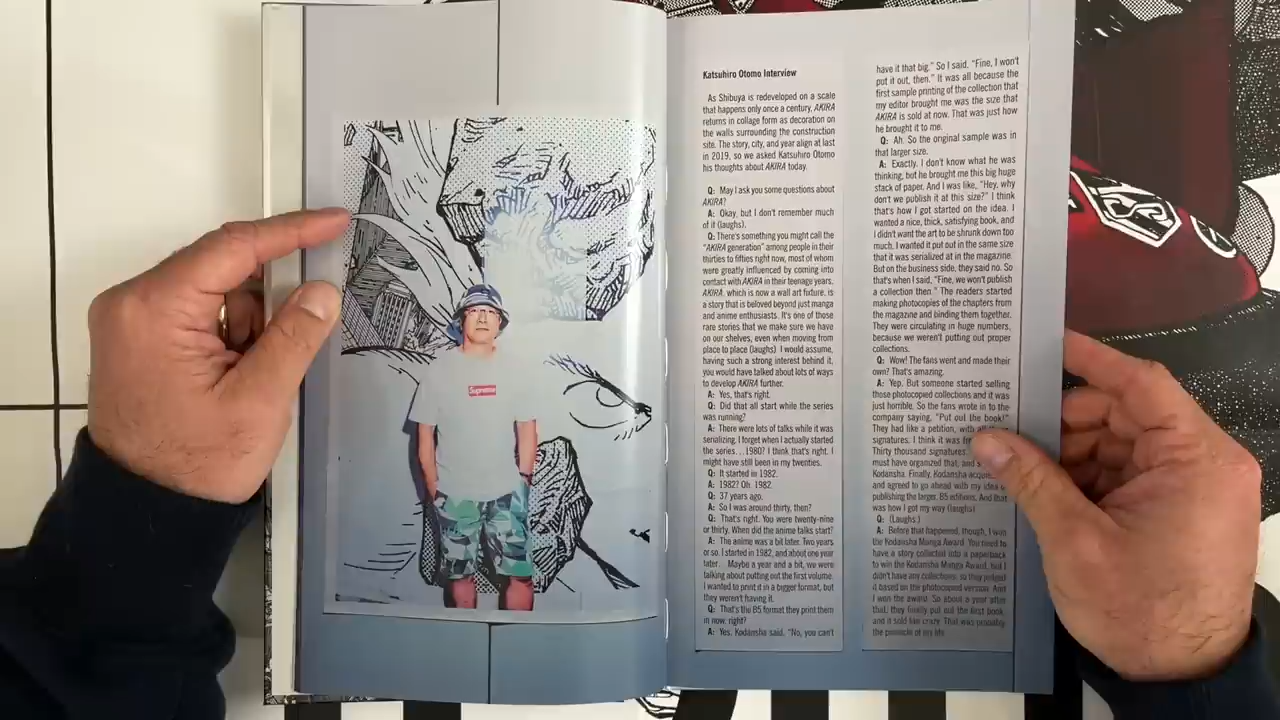 Supreme
Katsuhiro Otomo Interview
As Shibuya is redeveloped on a scale
that happens only once a century, AKIRA
returns in collage form as decoration on
the walls surrounding the construction
site. The story, city, and year align at last
in 2019, so we asked Katsuhiro Otomo
his thoughts about AKIRA today.
Q: May I ask you some questions about
AKIRA?
A: Okay, but I don't remember much
of it (laughs).
Q: There's something you might call the
"AKIRA generation" among people in their
thirties to fifties right now, most of whom
were greatly influenced by coming into
contact with AKIRA in their teenage years.
AKIRA, which is now a wall art fixture, is
a story that is beloved beyond just manga
and anime enthusiasts. It's one of those
rare stories that we make sure we have
on our shelves, even when moving from
place to place (laughs). I would assume,
having such a strong interest behind it,
you would have talked about lots of ways
to develop AKIRA further.
A: Yes, that's right.
Q: Did that all start while the series
was running?
A: There were lots of talks while it was
serializing. I forget when I actually started
the series...1980? I think that's right. I
might have still been in my twenties.
Q: It started in 1982.
A: 1982? Oh. 1982.
Q: 37 years ago.
A: So I was around thirty, then?
Q: That's right. You were twenty-nine
or thirty. When did the anime talks start?
A: The anime was a bit later. Two years
or so. I started in 1982, and about one year
later. Maybe a year and a bit, we were
talking about putting out the first volume.
I wanted to print it in a bigger format, but
they weren't having it.
Q: That's the B5 format they print them
in now, right?
A: Yes. Kodansha said, "No, you can't
have it that big." So I said, "Fine, I won't
put it out, then." It was all because the
first sample printing of the collection that
my editor brought me was the size that
AKIRA is sold at now. That was just how
he brought it to me.
Q: Ah. So the original sample was in
that larger size.
A: Exactly. I don't know what he was
thinking, but he brought me this big huge
stack of paper. And I was like, "Hey, why
don't we publish it at this size?" I think
that's how I got started on the idea. I
wanted a nice, thick, satisfying book, and
I didn't want the art to be shrunk down too
much, I wanted it put out in the same size
that it was serialized at in the magazine.
But on the business side, they said no. So
that's when I said, "Fine, we won't publish
a collection then." The readers started
making photocopies of the chapters from
the magazine and binding them together.
They were circulating in huge numbers,
because we weren't putting out proper
collections.
Q: Wow! The fans went and made their
own? That's amazing.
A: Yep. But someone started selling
those photocopied collections and it was
just horrible. So the fans wrote in to the
company saying, "Put out the book!"
They had like a petition, with all
signatures. I think it was
Thirty thousand signatures.
must have organized that, and
Kodansha. Finally, Kodansha
and agreed to go ahead with my idea
publishing the larger, B5 editions. And that
was how I got my way (laughs).
Q: (Laughs.)
A: Before that happened, though, I won
the Kodansha Manga Award. You need to
have a story collected into a paperback
to win the Kodansha Manga Award, but I
didn't have any collections, so they judged
it based on the photocopied version. And
I won the award. So about a year after
that, they finally put out the first book,
and it sold like crazy. That was probably
the pinnacle of my life.